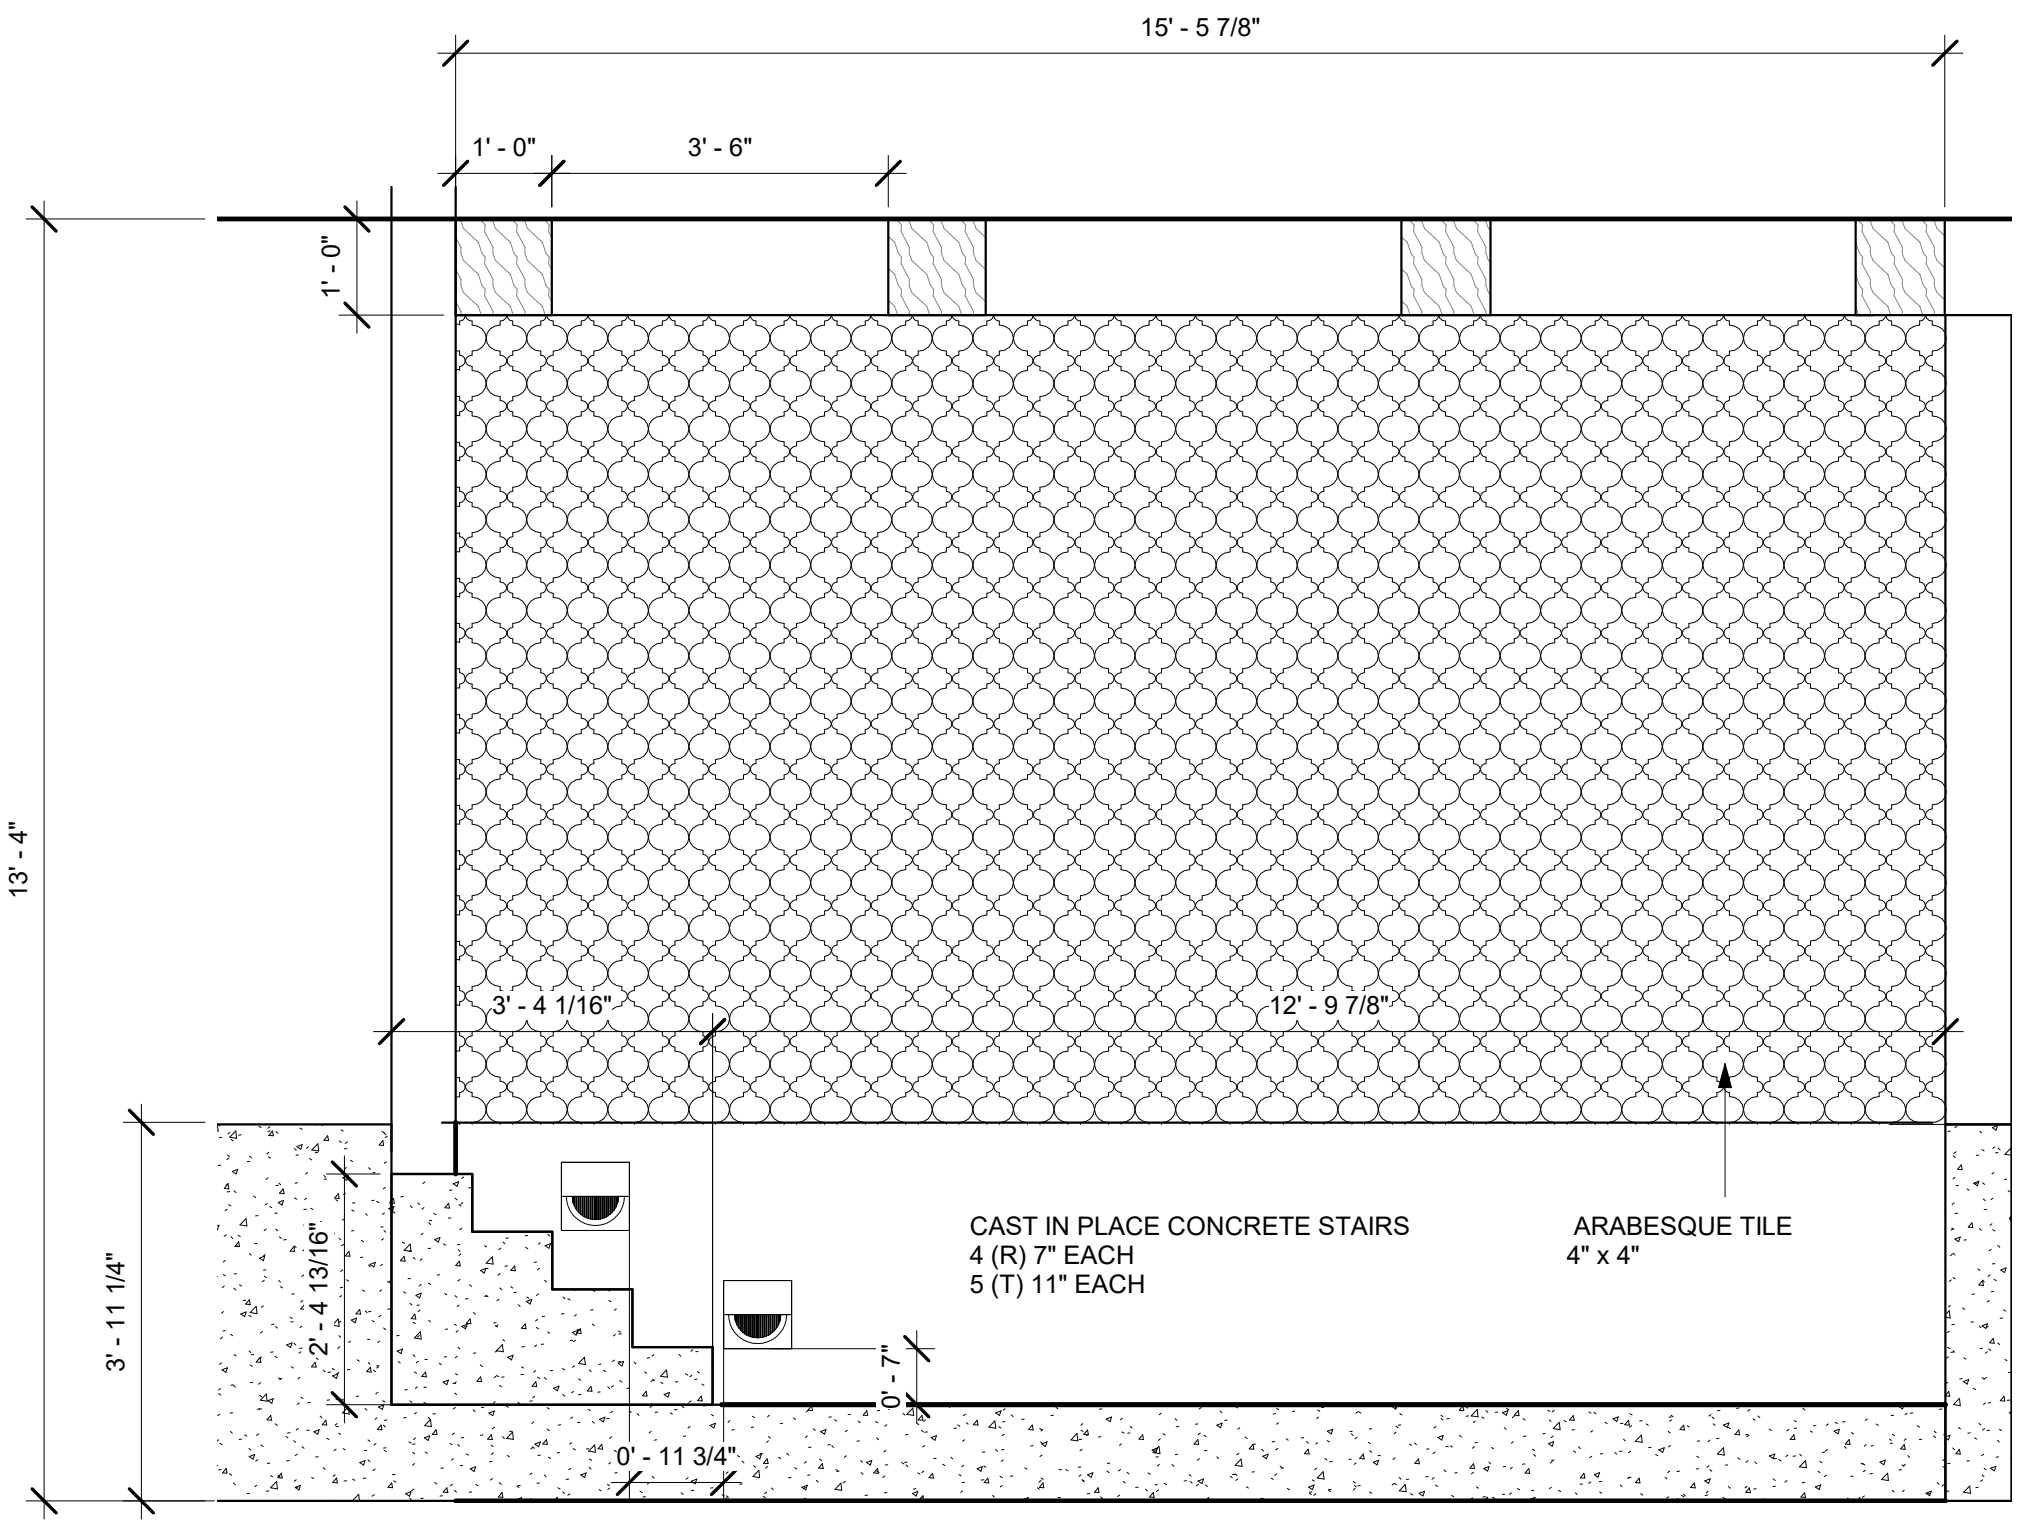 15' - 5 7/8"
1' - 0"
3' - 6"
1' - 0"
13' - 4"
3' - 4 1/16"
12' - 9 7/8"
3' - 11 1/4"
2' - 4 13/16"
CAST IN PLACE CONCRETE STAIRS
4 (R) 7" EACH
5 (T) 11" EACH
ARABESQUE TILE
4" x 4"
0' - 7"
0' - 11 3/4"